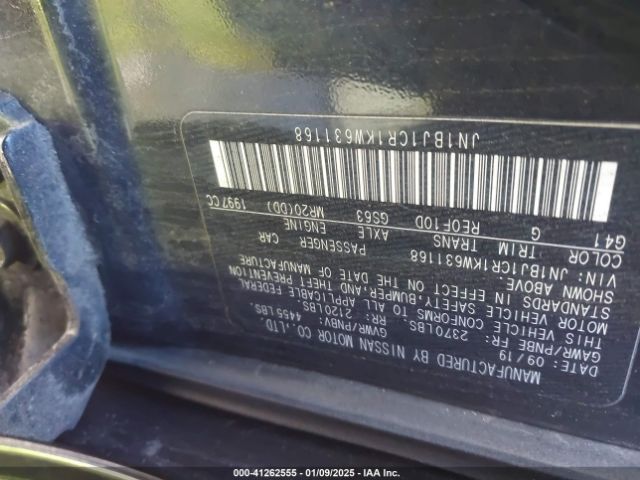 MANUFACTURED BY NISSAN MOTOR CO.,LTD.
DATE: 09/19 GVWR/PNBV: 4455LBS.
GAWR/PNBE FR: 2370LBS. RR: 2120LBS.
THIS VEHICLE CONFORMS TO ALL APPLICABLE FEDERAL
MOTOR VEHICLE SAFETY, BUMPER, AND THEFT PREVENTION
STANDARDS IN EFFECT ON THE DATE OF MANUFACTURE
SHOWN ABOVE
VIN: JN1BJ1CR1KW631168 PASSENGER CAR
COLOR TRIM TRANS AXLE ENGINE
G41 G RE0F10D GS63 MR20(DD) 1997CC
JN1BJ1CR1KW631168
000-41262555 - 01/09/2025 - IAA Inc.